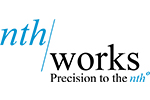 nth/
works
Precision to the nth°